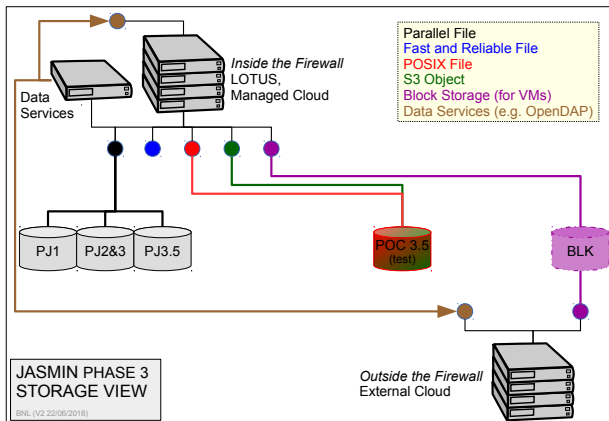 Inside the Firewall
LOTUS,
Managed Cloud
Data
Services
Parallel File
Fast and Reliable File
POSIX File
S3 Object
Block Storage (for VMs)
Data Services (e.g. OpenDAP)
PJ1
PJ2&3
PJ3.5
POC 3.5
(test)
BLK
Outside the Firewall
External Cloud
JASMIN PHASE 3
STORAGE VIEW
BNL (V2 22/06/2018)